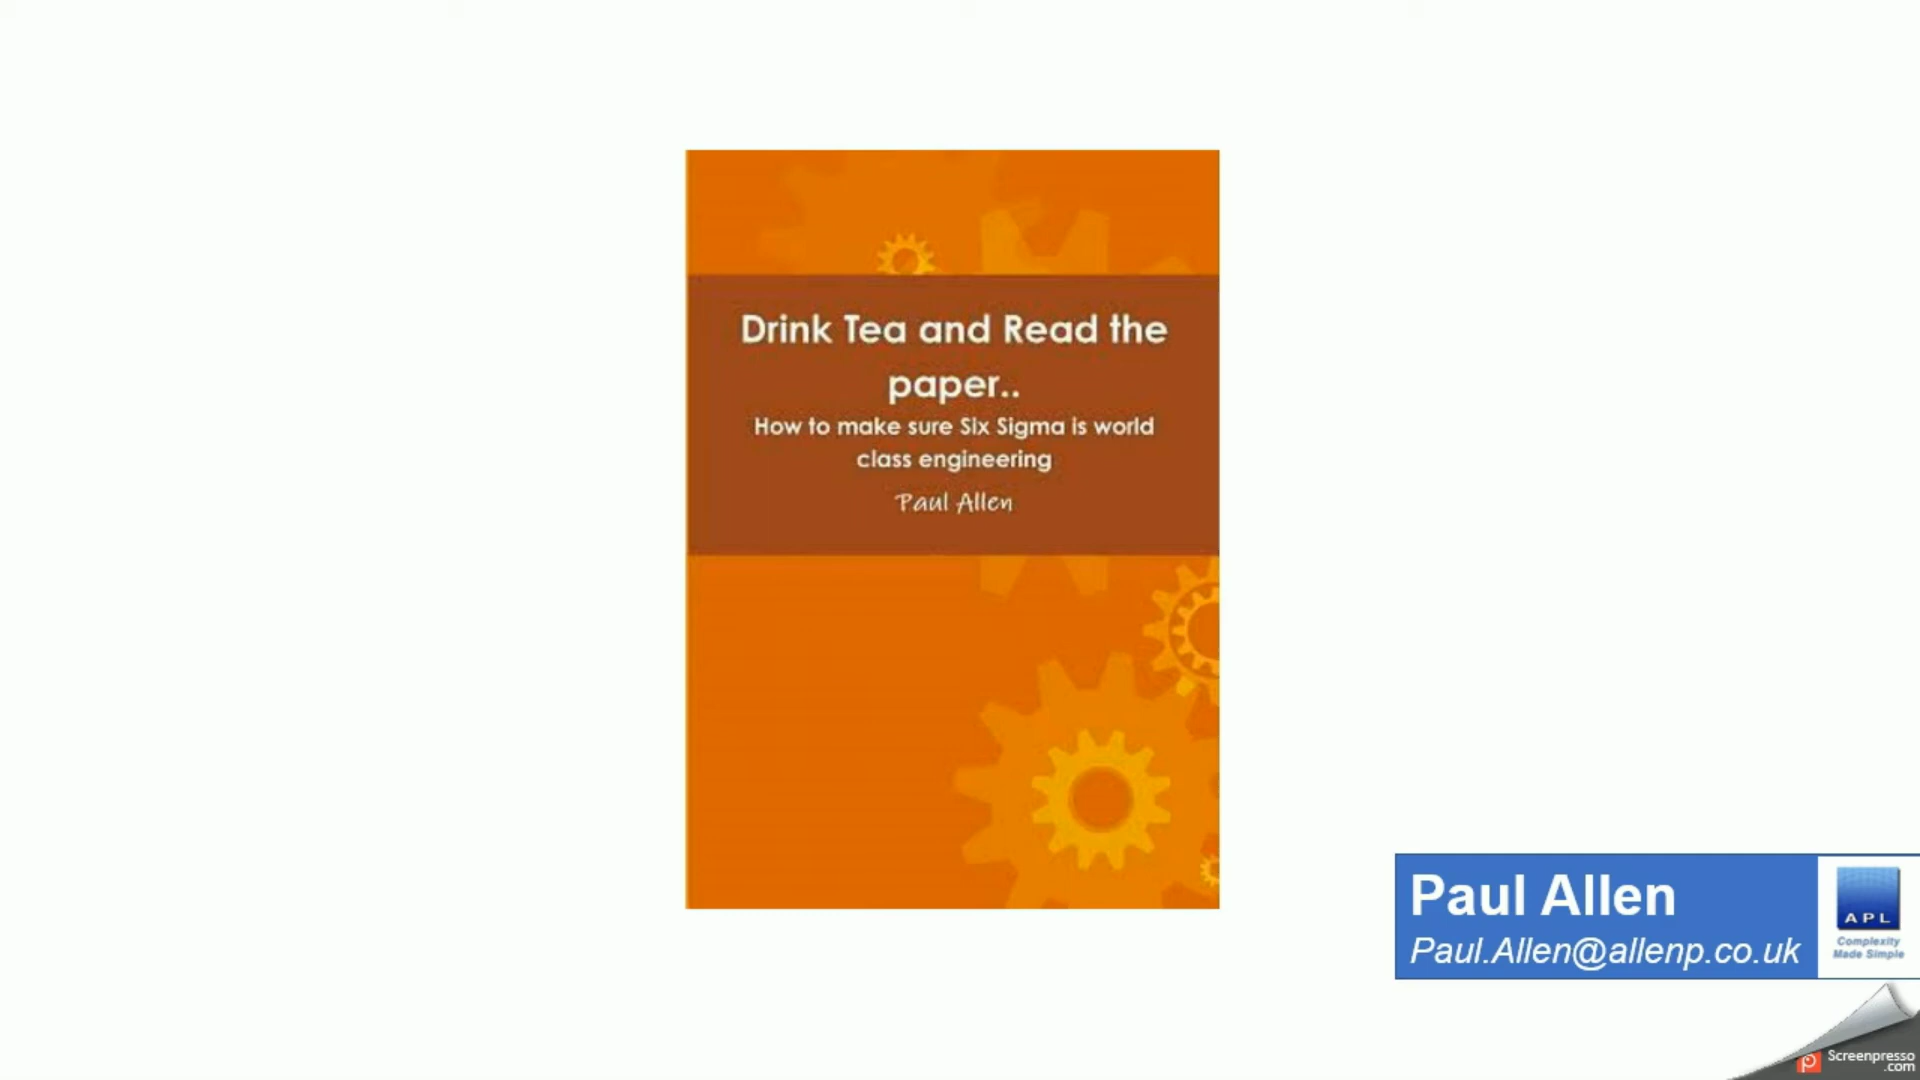 Drink Tea and Read the
paper..
How to make sure Six Sigma is world
class engineering
Paul Allen
Paul Allen
Paul.Allen@allenp.co.uk
APL
Complexity
Made Simple
Screenpresso
.com